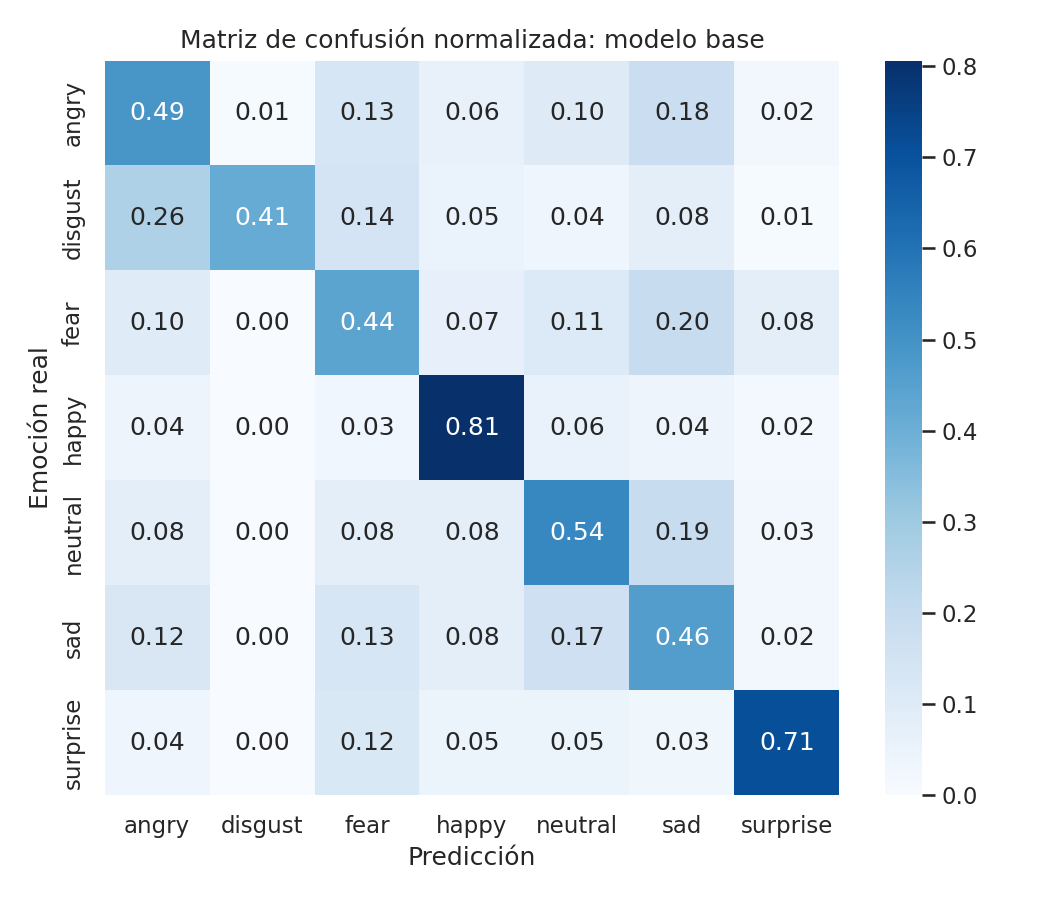 Matriz de confusión normalizada: modelo base
Emoción real
angry 0.49 0.01 0.13 0.06 0.10 0.18 0.02
disgust 0.26 0.41 0.14 0.05 0.04 0.08 0.01
fear 0.10 0.00 0.44 0.07 0.11 0.20 0.08
happy 0.04 0.00 0.03 0.81 0.06 0.04 0.02
neutral 0.08 0.00 0.08 0.08 0.54 0.19 0.03
sad 0.12 0.00 0.13 0.08 0.17 0.46 0.02
surprise 0.04 0.00 0.12 0.05 0.05 0.03 0.71
angry disgust fear happy neutral sad surprise
Predicción
0.8
0.7
0.6
0.5
0.4
0.3
0.2
0.1
0.0